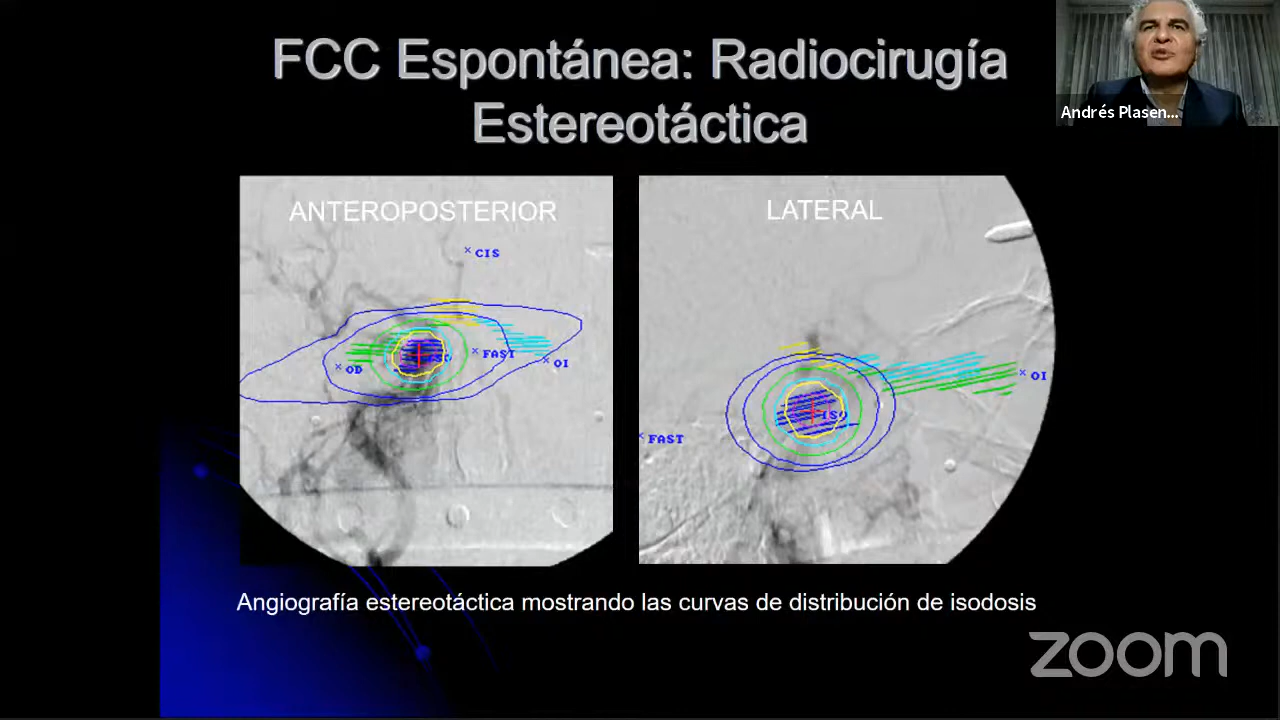 FCC Espontánea: Radiocirugía
Estereotáctica
Andrés Plasen...
ANTEROPOSTERIOR
× CIS
× OD
× FAST
× OI
LATERAL
ISO
× OI
× FAST
Angiografía estereotáctica mostrando las curvas de distribución de isodosis
zoom